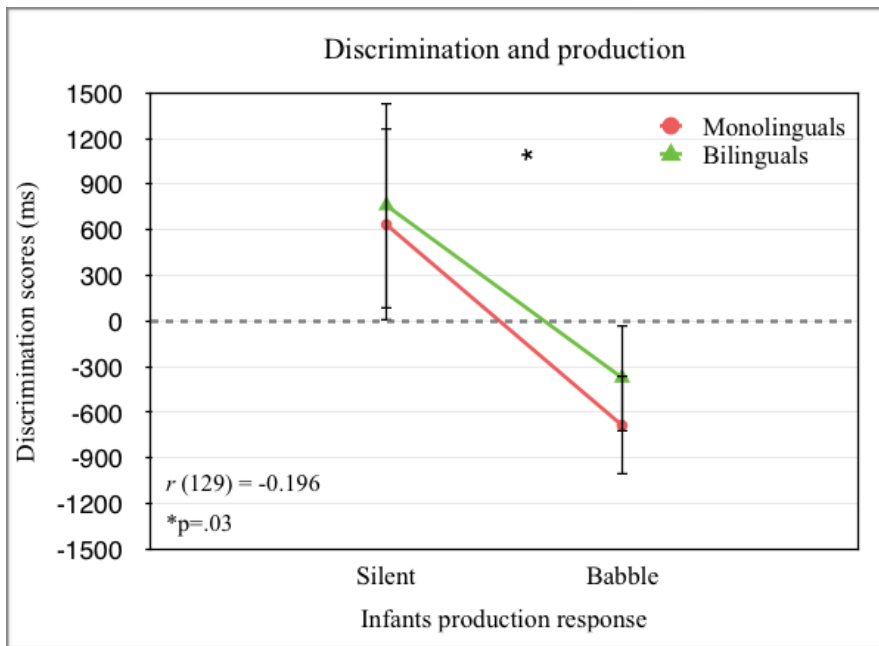 Discrimination and production
Discrimination scores (ms)
1500
1200
900
600
300
0
-300
-600
-900
-1200
-1500
*
Monolinguals
Bilinguals
r (129) = -0.196
*p=.03
Silent Babble
Infants production response